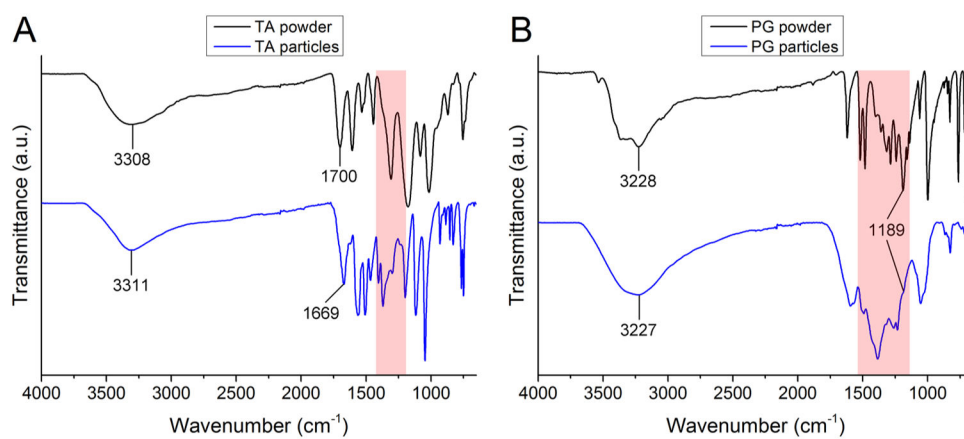 A
TA powder
TA particles
Transmittance (a.u.)
3308
1700
3311
1669
4000 3500 3000 2500 2000 1500 1000
Wavenumber (cm⁻¹)
B
PG powder
PG particles
Transmittance (a.u.)
3228
1189
3227
4000 3500 3000 2500 2000 1500 1000
Wavenumber (cm⁻¹)